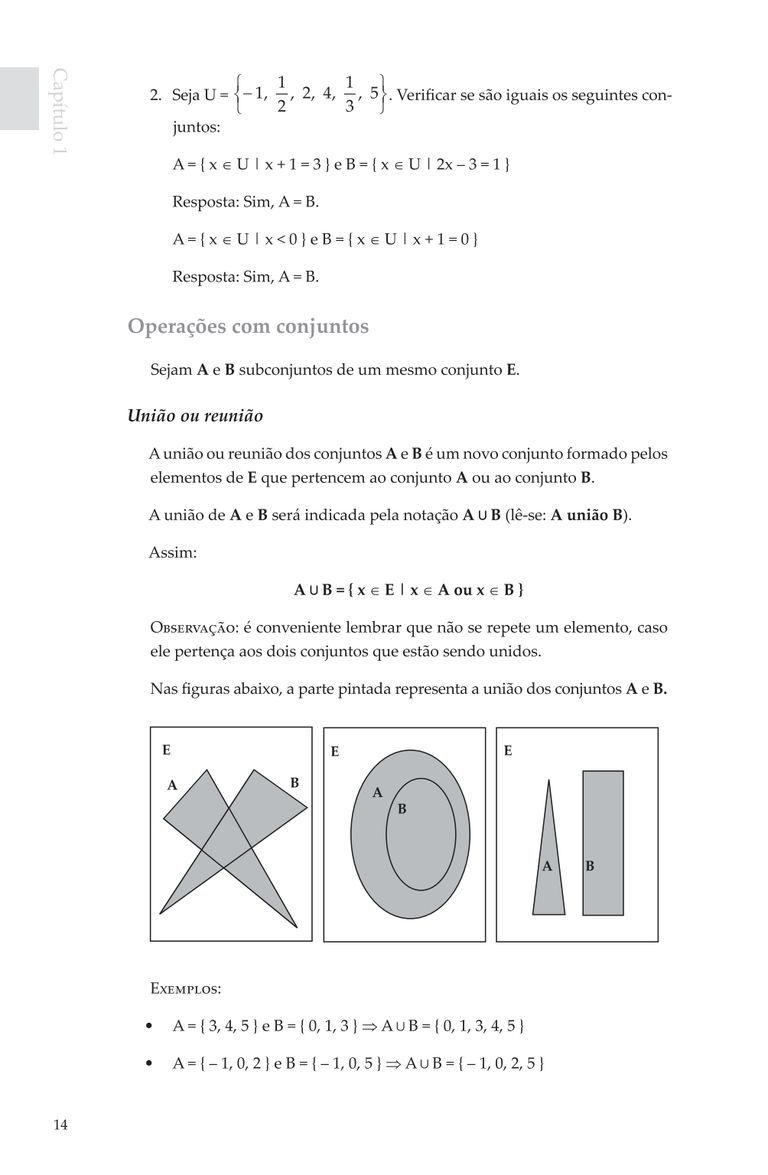 Capítulo 1
2. Seja U = {– 1, 1/2, 2, 4, 1/3, 5}. Verificar se são iguais os seguintes con-
juntos:
A = { x ∈ U | x + 1 = 3 } e B = { x ∈ U | 2x – 3 = 1 }
Resposta: Sim, A = B.
A = { x ∈ U | x < 0 } e B = { x ∈ U | x + 1 = 0 }
Resposta: Sim, A = B.
Operações com conjuntos
Sejam A e B subconjuntos de um mesmo conjunto E.
União ou reunião
A união ou reunião dos conjuntos A e B é um novo conjunto formado pelos
elementos de E que pertencem ao conjunto A ou ao conjunto B.
A união de A e B será indicada pela notação A ∪ B (lê-se: A união B).
Assim:
A ∪ B = { x ∈ E | x ∈ A ou x ∈ B }
Observação: é conveniente lembrar que não se repete um elemento, caso
ele pertença aos dois conjuntos que estão sendo unidos.
Nas figuras abaixo, a parte pintada representa a união dos conjuntos A e B.
E
A
B
E
A
B
E
A
B
Exemplos:
• A = { 3, 4, 5 } e B = { 0, 1, 3 } ⇒ A ∪ B = { 0, 1, 3, 4, 5 }
• A = { – 1, 0, 2 } e B = { – 1, 0, 5 } ⇒ A ∪ B = { – 1, 0, 2, 5 }
14